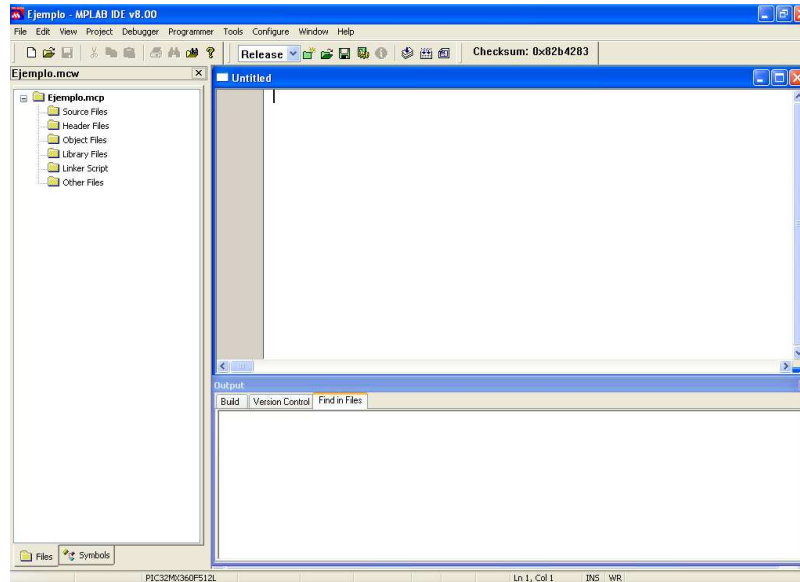 Ejemplo - MPLAB IDE v8.00
File Edit View Project Debugger Programmer Tools Configure Window Help
Release Checksum: 0x82b4283
Ejemplo.mcw
Untitled
Ejemplo.mcp
Source Files
Header Files
Object Files
Library Files
Linker Script
Other Files
Output
Build Version Control Find in Files
Files Symbols
PIC32MX360F512L Ln 1, Col 1 INS WR